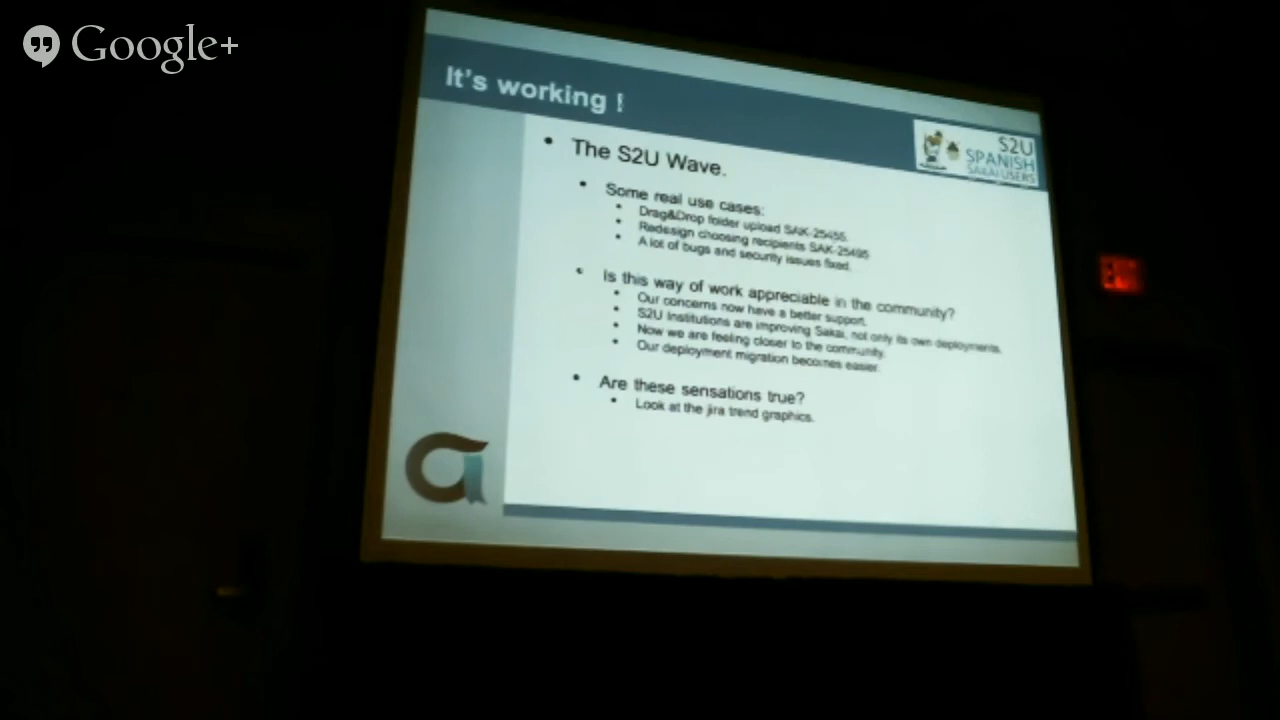 Google+
It's working !
S2U
SPANISH
SAKAI USERS
The S2U Wave.
Some real use cases:
Drag&Drop folder upload SAK-25455.
Redesign choosing recipients SAK-25495
A lot of bugs and security issues fixed.
Is this way of work appreciable in the community?
Our concerns now have a better support.
S2U Institutions are improving Sakai, not only its own deployments.
Now we are feeling closer to the community.
Our deployment migration becomes easier.
Are these sensations true?
Look at the jira trend graphics.
EXIT